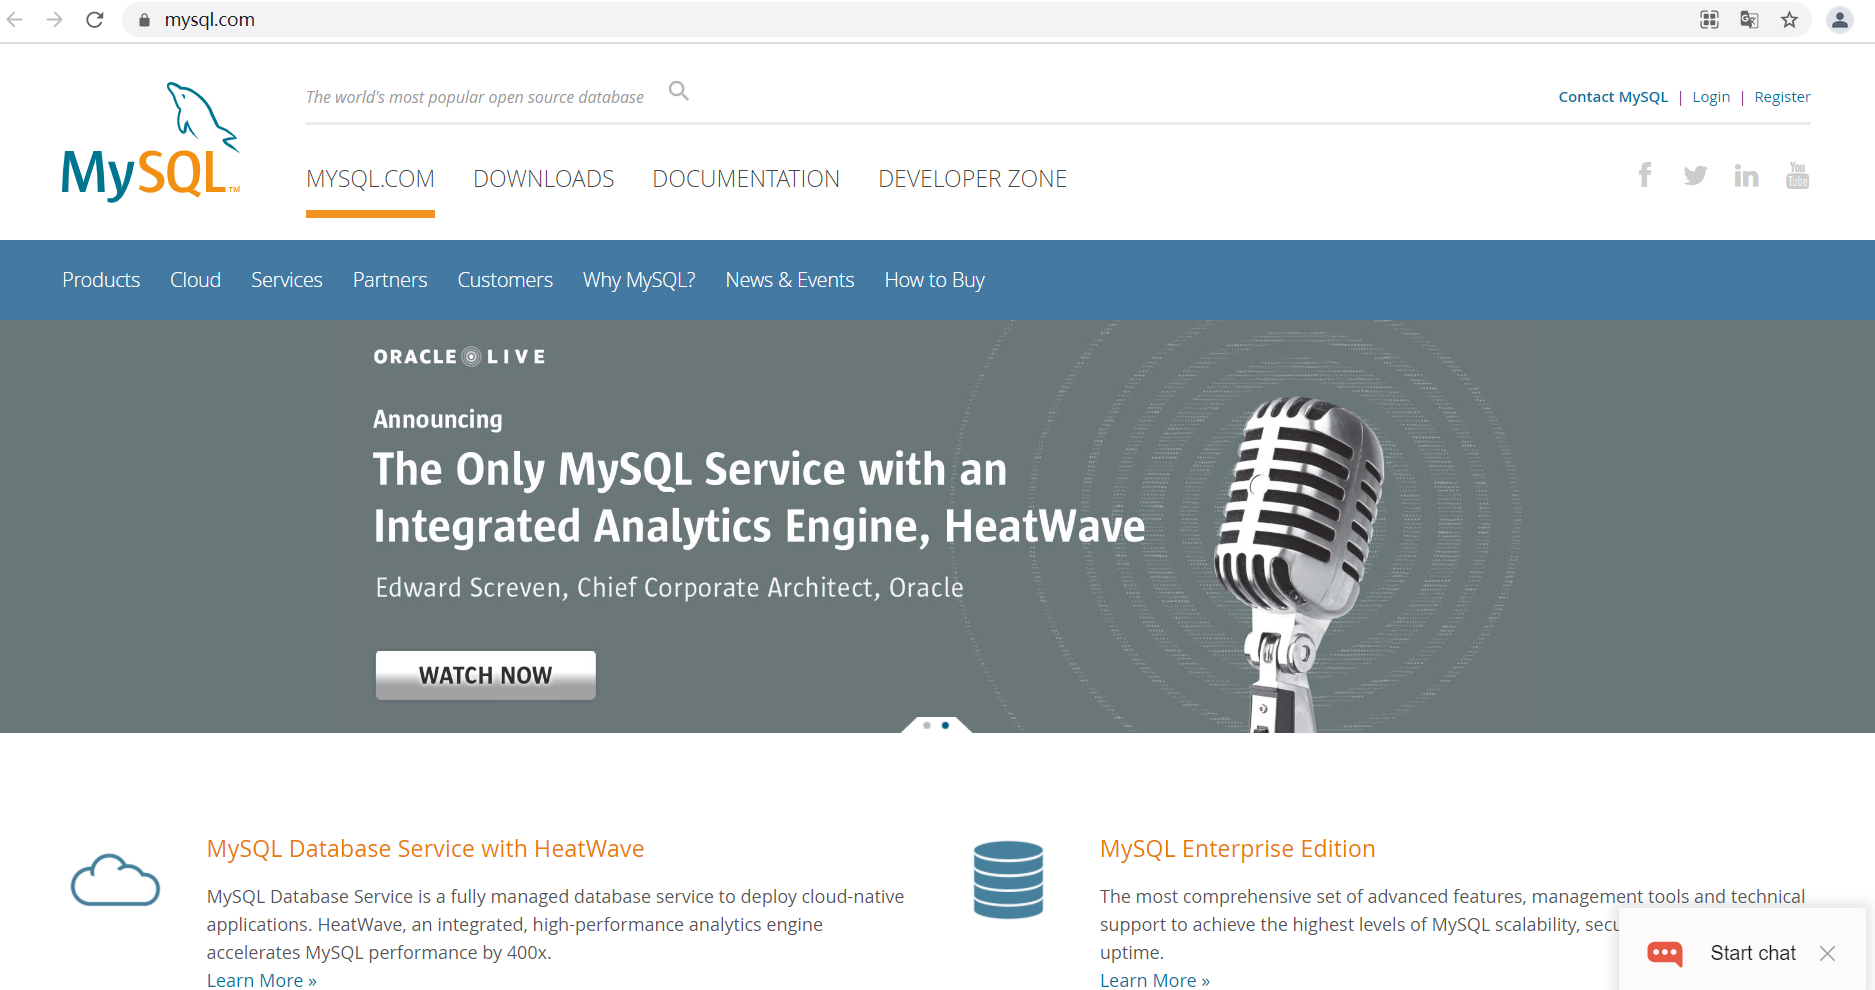 mysql.com
The world's most popular open source database
Contact MySQL | Login | Register
MySQL™
MYSQL.COM DOWNLOADS DOCUMENTATION DEVELOPER ZONE
You Tube
Products Cloud Services Partners Customers Why MySQL? News & Events How to Buy
ORACLE LIVE
Announcing
The Only MySQL Service with an
Integrated Analytics Engine, HeatWave
Edward Screven, Chief Corporate Architect, Oracle
WATCH NOW
MySQL Database Service with HeatWave
MySQL Database Service is a fully managed database service to deploy cloud-native
applications. HeatWave, an integrated, high-performance analytics engine
accelerates MySQL performance by 400x.
Learn More »
MySQL Enterprise Edition
The most comprehensive set of advanced features, management tools and technical
support to achieve the highest levels of MySQL scalability,
uptime.
Learn More »
Start chat